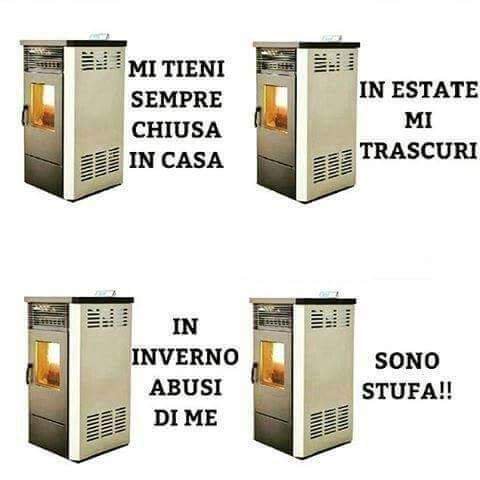 MI TIENI
SEMPRE
CHIUSA
IN CASA
IN ESTATE
MI
TRASCURI
IN
INVERNO
ABUSI
DI ME
SONO
STUFA!!